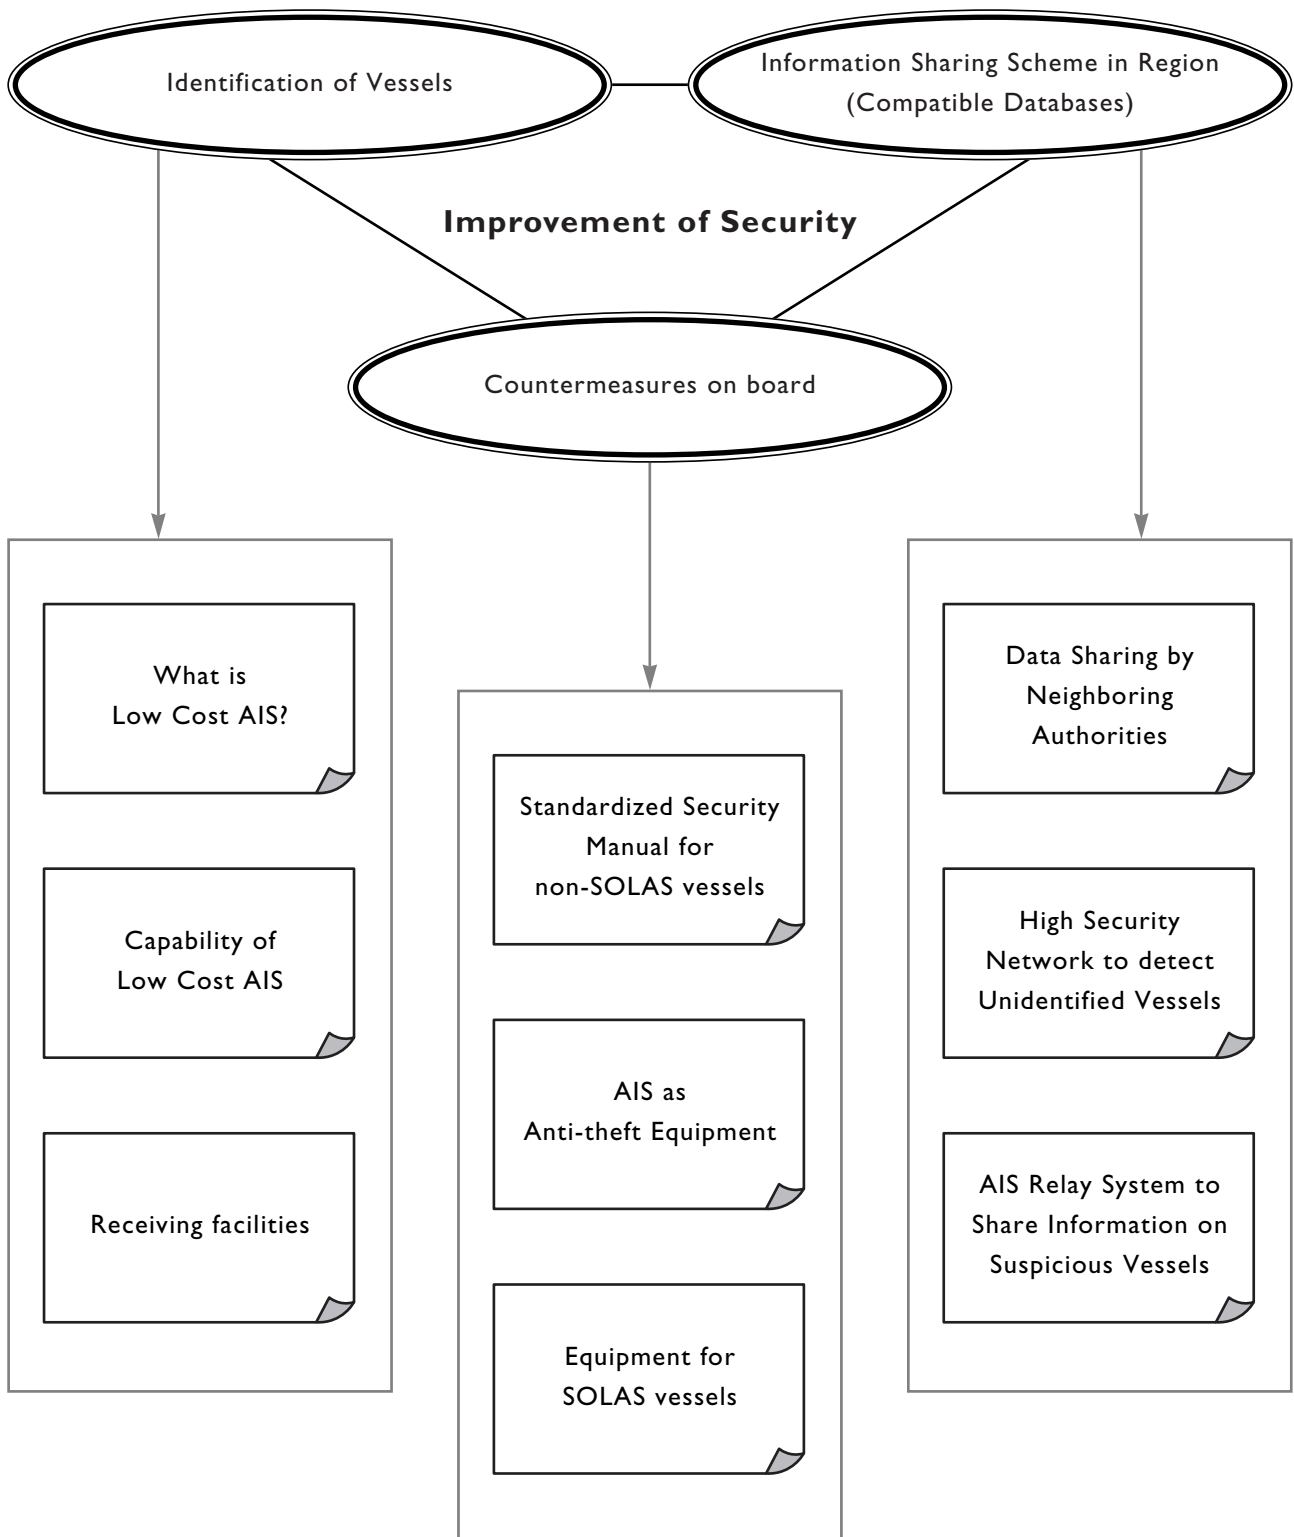 Identification of Vessels
Information Sharing Scheme in Region
(Compatible Databases)
Improvement of Security
Countermeasures on board
What is
Low Cost AIS?
Capability of
Low Cost AIS
Receiving facilities
Standardized Security
Manual for
non-SOLAS vessels
AIS as
Anti-theft Equipment
Equipment for
SOLAS vessels
Data Sharing by
Neighboring
Authorities
High Security
Network to detect
Unidentified Vessels
AIS Relay System to
Share Information on
Suspicious Vessels